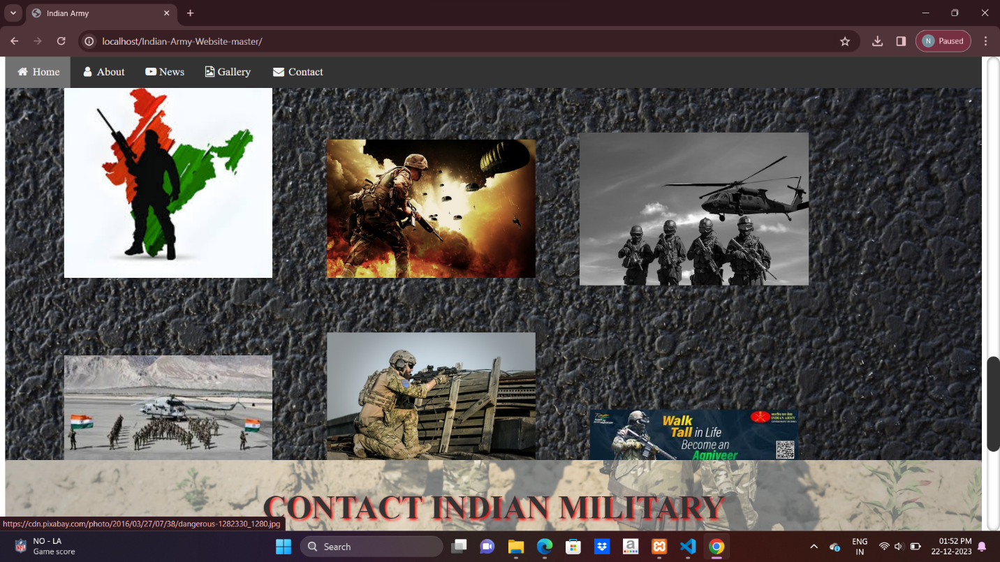 Indian Army
localhost/Indian-Army-Website-master/
N Paused
Home About News Gallery Contact
Walk
Tall in Life
Become an
Agniveer
INDIAN ARMY
CONTACT INDIAN MILITARY
https://cdn.pixabay.com/photo/2016/03/27/07/38/dangerous-1282330_1280.jpg
NO - LA
Game score
Search
ENG
IN
01:52 PM
22-12-2023